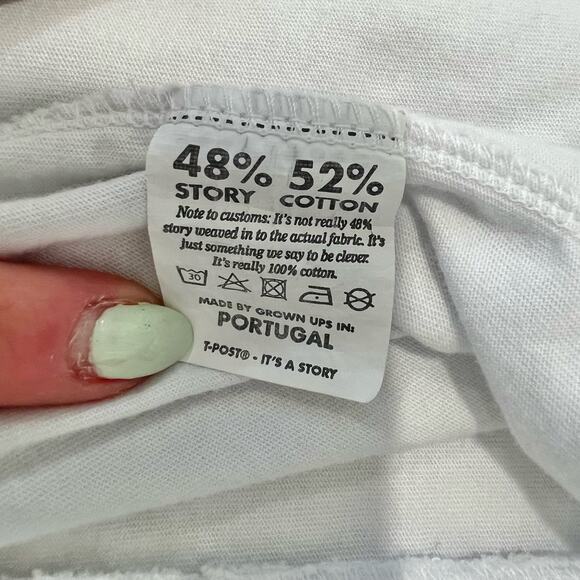 48% 52%
STORY COTTON
Note to customs: It's not really 48%
story weaved in to the actual fabric. It's
just something we say to be clever.
It's really 100% cotton.
30
MADE BY GROWN UPS IN:
PORTUGAL
T-POST® - IT'S A STORY